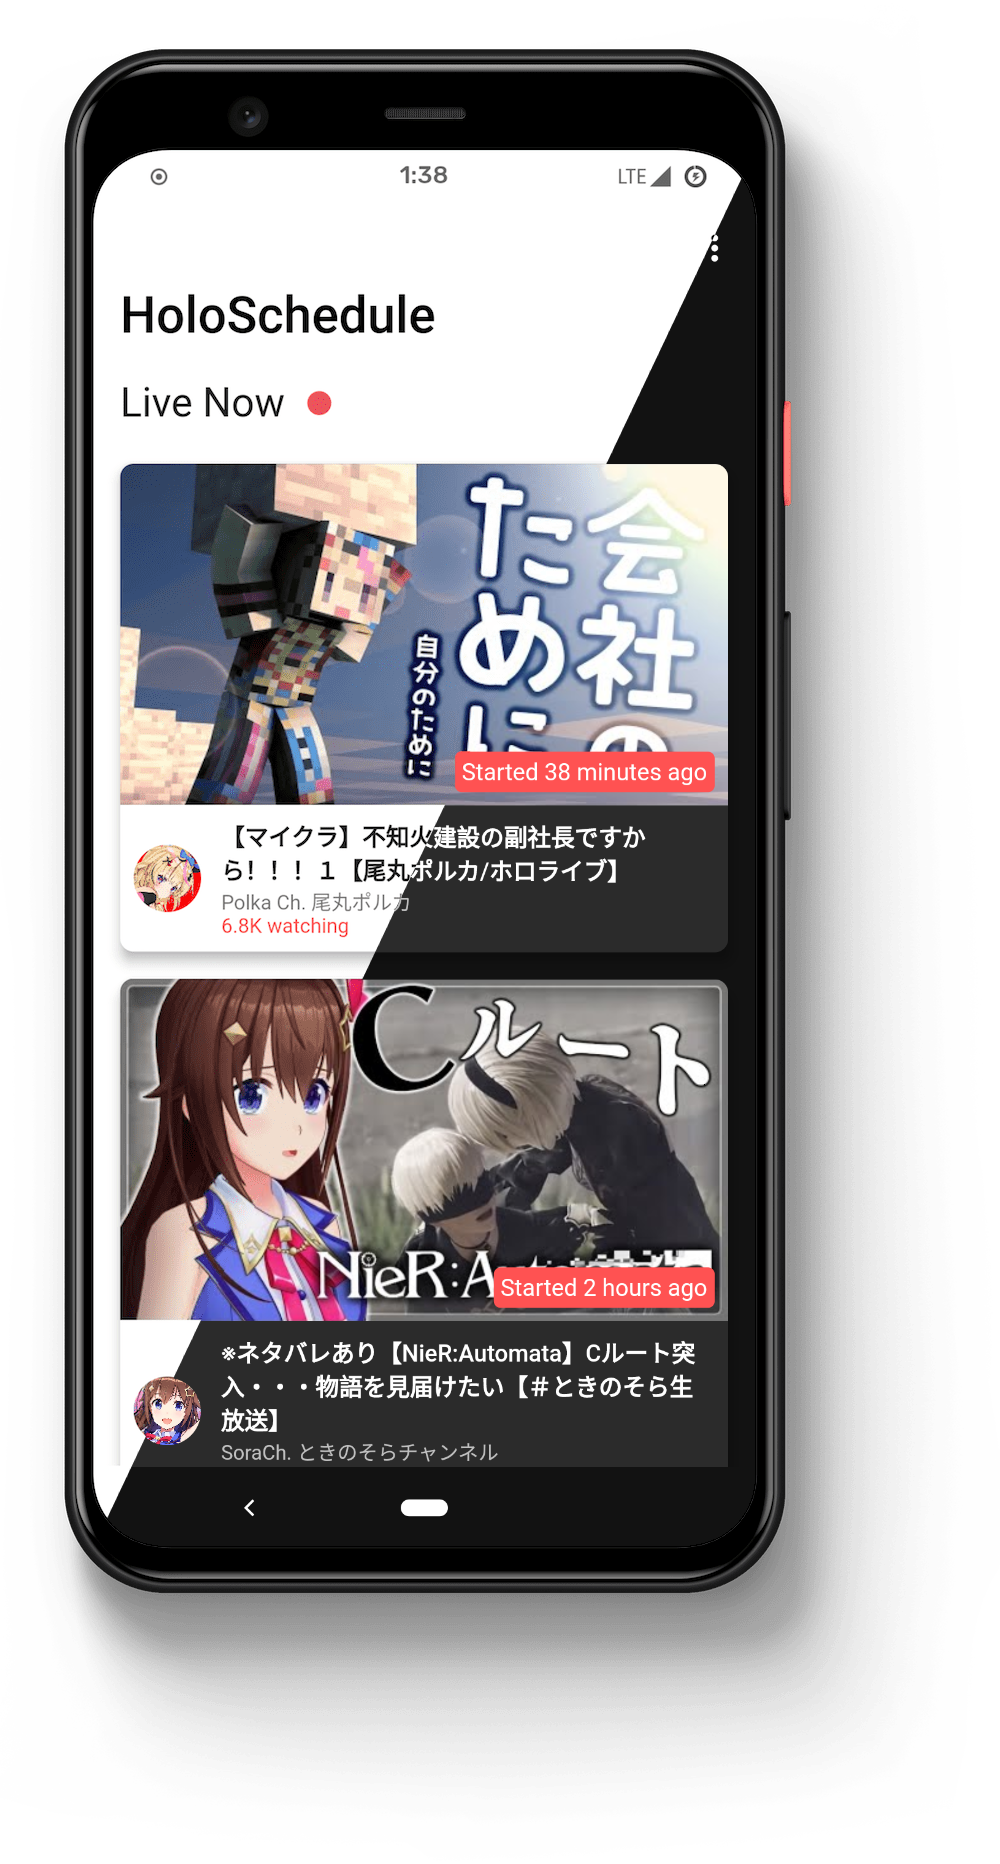 1:38
LTE
HoloSchedule
Live Now
会社の
ために
自分のために
Started 38 minutes ago
【マイクラ】不知火建設の副社長ですか
ら！！！ １【尾丸ポルカ/ホロライブ】
Polka Ch. 尾丸ポルカ
6.8K watching
Cルート
NieR:A
Started 2 hours ago
※ネタバレあり【NieR:Automata】Cルート突
入・・・物語を見届けたい【＃ときのそら生
放送】
SoraCh. ときのそらチャンネル